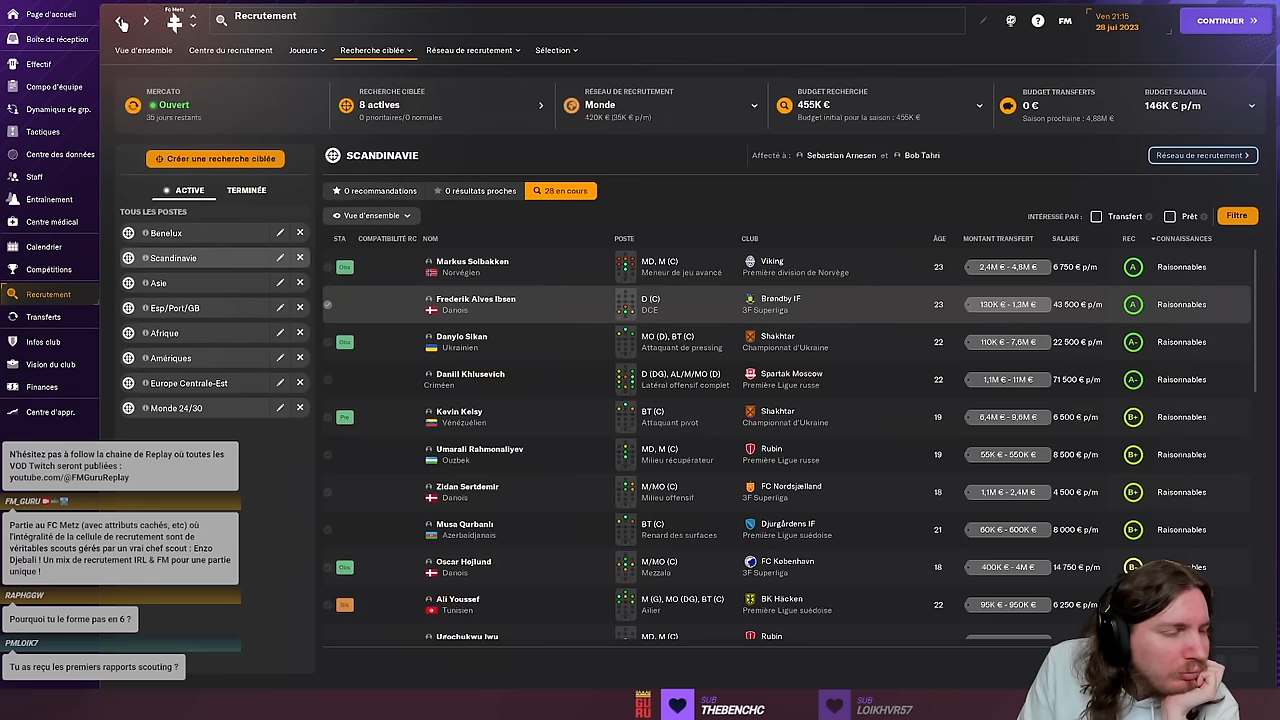 Page d'accueil
Boîte de réception
Effectif
Compo d'équipe
Dynamique de grp.
Tactiques
Centre des données
Staff
Entraînement
Centre médical
Calendrier
Compétitions
Recrutement
Transferts
Infos club
Vision du club
Finances
Centre d'appr.
Fc Metz
Recrutement
FM
Ven 21:15
28 jui 2023
CONTINUER
Vue d'ensemble
Centre du recrutement
Joueurs
Recherche ciblée
Réseau de recrutement
Sélection
MERCATO
Ouvert
35 jours restants
RECHERCHE CIBLÉE
8 actives
0 prioritaires/0 normales
RÉSEAU DE RECRUTEMENT
Monde
420K € (35K € p/m)
BUDGET RECHERCHE
455K €
Budget initial pour la saison : 455K €
BUDGET TRANSFERTS
0 €
Saison prochaine : 4,88M €
BUDGET SALARIAL
146K € p/m
Créer une recherche ciblée
ACTIVE
TERMINÉE
TOUS LES POSTES
Benelux
Scandinavie
Asie
Esp/Port/GB
Afrique
Amériques
Europe Centrale-Est
Monde 24/30
SCANDINAVIE
Affecté à : Sebastian Arnesen et Bob Tahri
Réseau de recrutement
0 recommandations
0 résultats proches
28 en cours
Vue d'ensemble
INTÉRESSÉ PAR :
Transfert
Prêt
Filtre
STA COMPATIBILITÉ RC NOM POSTE CLUB ÂGE MONTANT TRANSFERT SALAIRE REC CONNAISSANCES
Obs Markus Solbakken MD, M (C) Viking 23 2,4M € - 4,8M € 6 750 € p/m A Raisonnables
Norvégien Meneur de jeu avancé Première division de Norvège
Frederik Alves Ibsen D (C) Brøndby IF 23 130K € - 1,3M € 43 500 € p/m A Raisonnables
Danois DCE 3F Superliga
Obs Danylo Sikan MO (D), BT (C) Shakhtar 22 110K € - 7,6M € 22 500 € p/m A- Raisonnables
Ukrainien Attaquant de pressing Championnat d'Ukraine
Daniil Khlusevich D (DG), AL/M/MO (D) Spartak Moscow 22 1,1M € - 11M € 71 500 € p/m A- Raisonnables
Criméen Latéral offensif complet Première Ligue russe
Pre Kevin Kelsy BT (C) Shakhtar 19 6,4M € - 9,6M € 6 500 € p/m B+ Raisonnables
Vénézuélien Attaquant pivot Championnat d'Ukraine
Umarali Rahmonaliyev MD, M (C) Rubin 19 55K € - 550K € 8 500 € p/m B+ Raisonnables
Ouzbek Milieu récupérateur Première Ligue russe
Zidan Sertdemir M/MO (C) FC Nordsjælland 18 1,1M € - 2,4M € 4 500 € p/m B+ Raisonnables
Danois Milieu offensif 3F Superliga
Musa Qurbanlı BT (C) Djurgårdens IF 21 60K € - 600K € 8 000 € p/m B+ Raisonnables
Azerbaïdjanais Renard des surfaces Première Ligue suédoise
Obs Oscar Højlund M/MO (C) FC København 18 400K € - 4M € 14 750 € p/m Raisonnables
Danois Mezzala 3F Superliga
Ali Youssef M (G), MO (DG), BT (C) BK Häcken 22 95K € - 950K € 6 250 € p/m
Tunisien Ailier Première Ligue suédoise
Urochukwu Iwu MD, M (C) Rubin
N'hésitez pas à follow la chaine de Replay où toutes les
VOD Twitch seront publiées :
youtube.com/@FMGuruReplay
FM_GURU
Partie au FC Metz (avec attributs cachés, etc) où
l'intégralité de la cellule de recrutement sont de
véritables scouts gérés par un vrai chef scout : Enzo
Djebali ! Un mix de recrutement IRL & FM pour une partie
unique !
RAPHGGW
Pourquoi tu le forme pas en 6 ?
PMLOIK7
Tu as reçu les premiers rapports scouting ?
GURU
SUB
THEBENCHC
SUB
LOIKHVR57